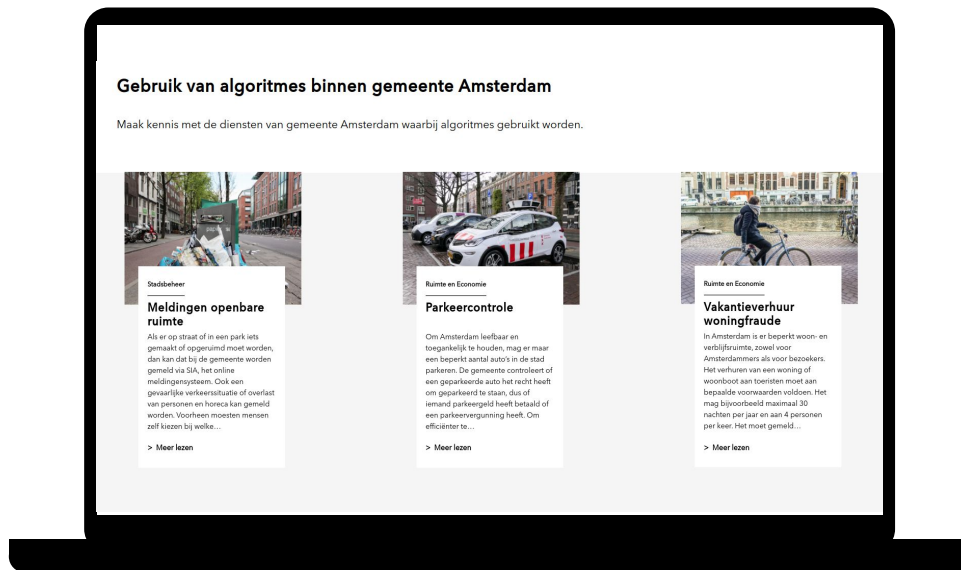 Gebruik van algoritmes binnen gemeente Amsterdam
Maak kennis met de diensten van gemeente Amsterdam waarbij algoritmes gebruikt worden.
Stadsbeheer
Meldingen openbare
ruimte
Als er op straat of in een park iets
gemaakt of opgeruimd moet worden,
dan kan dat bij de gemeente worden
gemeld via SIA, het online
meldingensysteem. Ook een
gevaarlijke verkeerssituatie of overlast
van personen en horeca kan gemeld
worden. Voorheen moesten mensen
zelf kiezen bij welke…
> Meer lezen
Ruimte en Economie
Parkeercontrole
Om Amsterdam leefbaar en
toegankelijk te houden, mag er maar
een beperkt aantal auto's in de stad
parkeren. De gemeente controleert of
een geparkeerde auto het recht heeft
om geparkeerd te staan, dus of
iemand parkeergeld heeft betaald of
een parkeervergunning heeft. Om
efficiënter te…
> Meer lezen
Ruimte en Economie
Vakantieverhuur
woningfraude
In Amsterdam is er beperkt woon- en
verblijfsruimte, zowel voor
Amsterdammers als voor bezoekers.
Het verhuren van een woning of
woonboot aan toeristen moet aan
bepaalde voorwaarden voldoen. Het
mag bijvoorbeeld maximaal 30
nachten per jaar en aan 4 personen
per keer. Het moet gemeld…
> Meer lezen